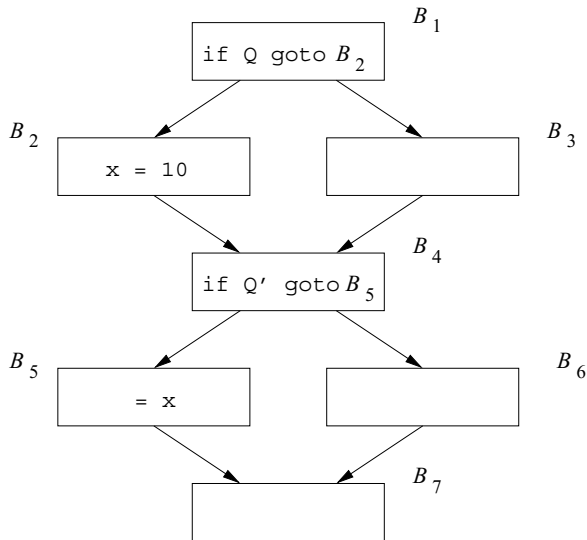 B1
if Q goto B2
B2
B3
x = 10
B4
if Q' goto B5
B5
B6
= x
B7